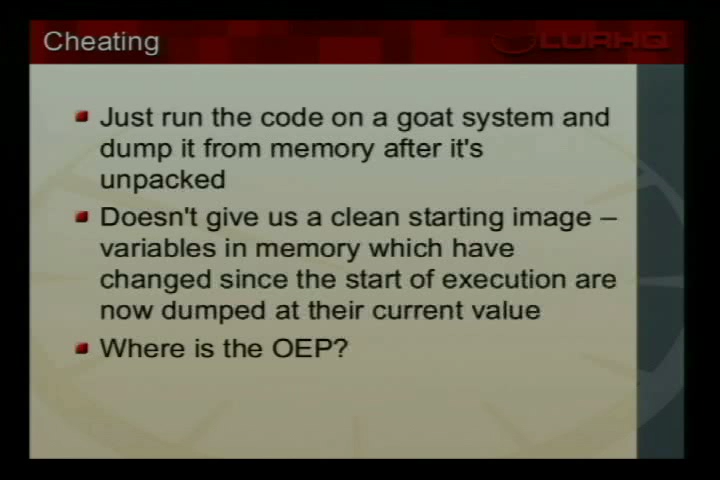 Cheating
LURHQ
Just run the code on a goat system and
dump it from memory after it's
unpacked
Doesn't give us a clean starting image –
variables in memory which have
changed since the start of execution are
now dumped at their current value
Where is the OEP?